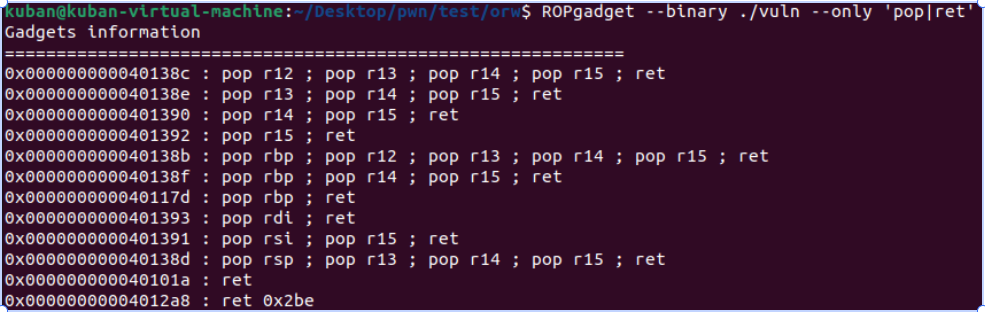 kuban@kuban-virtual-machine:~/Desktop/pwn/test/orw$ ROPgadget --binary ./vuln --only 'pop|ret'
Gadgets information
============================================================
0x000000000040138c : pop r12 ; pop r13 ; pop r14 ; pop r15 ; ret
0x000000000040138e : pop r13 ; pop r14 ; pop r15 ; ret
0x0000000000401390 : pop r14 ; pop r15 ; ret
0x0000000000401392 : pop r15 ; ret
0x000000000040138b : pop rbp ; pop r12 ; pop r13 ; pop r14 ; pop r15 ; ret
0x000000000040138f : pop rbp ; pop r14 ; pop r15 ; ret
0x000000000040117d : pop rbp ; ret
0x0000000000401393 : pop rdi ; ret
0x0000000000401391 : pop rsi ; pop r15 ; ret
0x000000000040138d : pop rsp ; pop r13 ; pop r14 ; pop r15 ; ret
0x000000000040101a : ret
0x00000000004012a8 : ret 0x2be